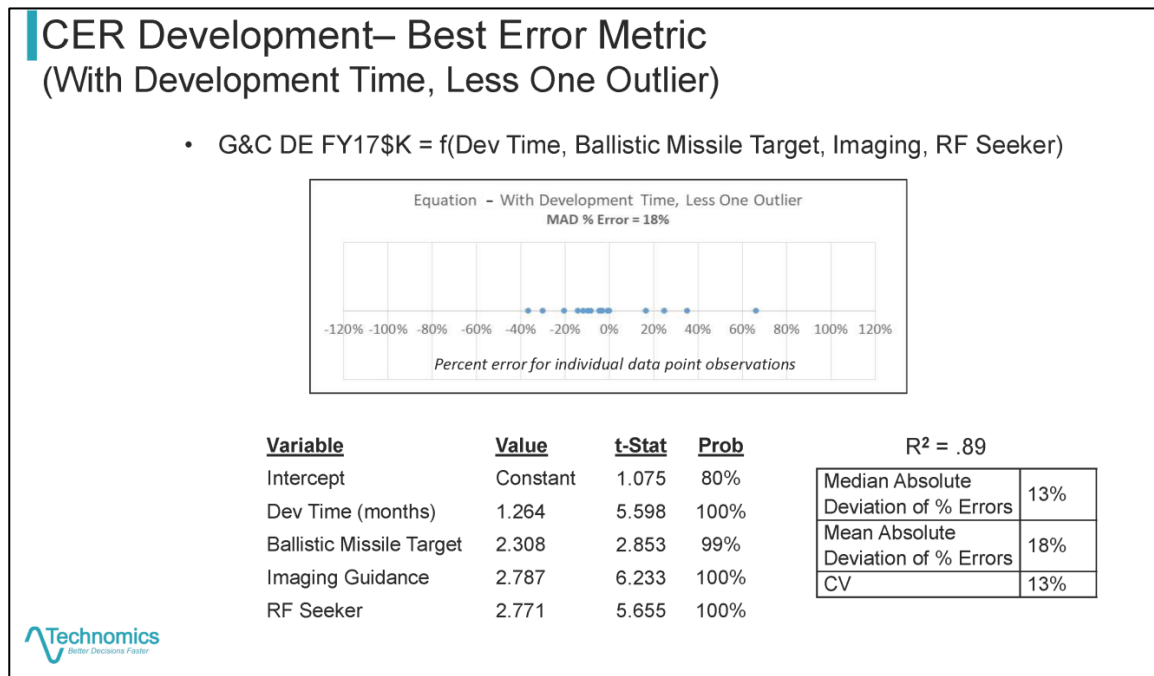 CER Development– Best Error Metric
(With Development Time, Less One Outlier)
• G&C DE FY17$K = f(Dev Time, Ballistic Missile Target, Imaging, RF Seeker)
Equation – With Development Time, Less One Outlier
MAD % Error = 18%
-120% -100% -80% -60% -40% -20% 0% 20% 40% 60% 80% 100% 120%
Percent error for individual data point observations
Variable Value t-Stat Prob
Intercept Constant 1.075 80%
Dev Time (months) 1.264 5.598 100%
Ballistic Missile Target 2.308 2.853 99%
Imaging Guidance 2.787 6.233 100%
RF Seeker 2.771 5.655 100%
R² = .89
Median Absolute
Deviation of % Errors 13%
Mean Absolute
Deviation of % Errors 18%
CV 13%
Technomics
Better Decisions Faster